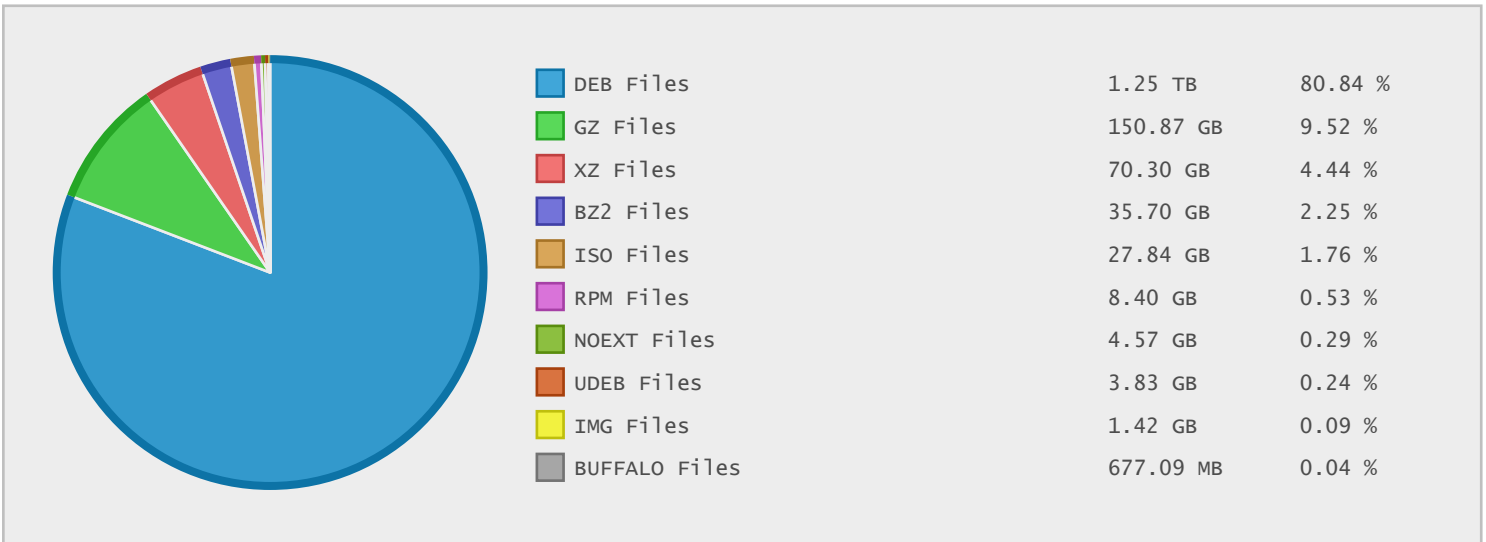 DEB Files 1.25 TB 80.84 %
GZ Files 150.87 GB 9.52 %
XZ Files 70.30 GB 4.44 %
BZ2 Files 35.70 GB 2.25 %
ISO Files 27.84 GB 1.76 %
RPM Files 8.40 GB 0.53 %
NOEXT Files 4.57 GB 0.29 %
UDEB Files 3.83 GB 0.24 %
IMG Files 1.42 GB 0.09 %
BUFFALO Files 677.09 MB 0.04 %